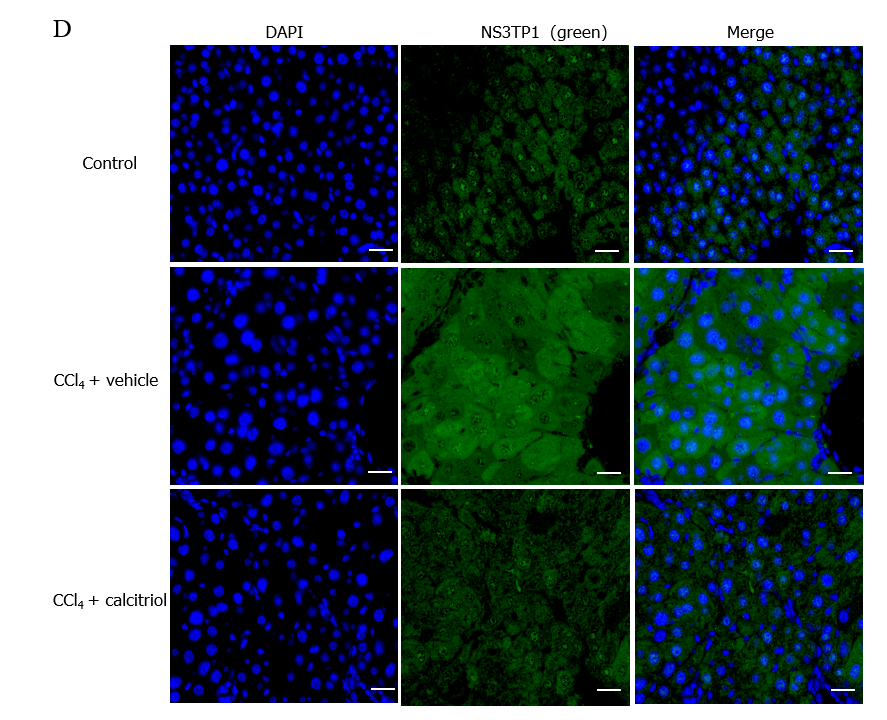 D
DAPI NS3TP1 (green) Merge
Control
CCl₄ + vehicle
CCl₄ + calcitriol